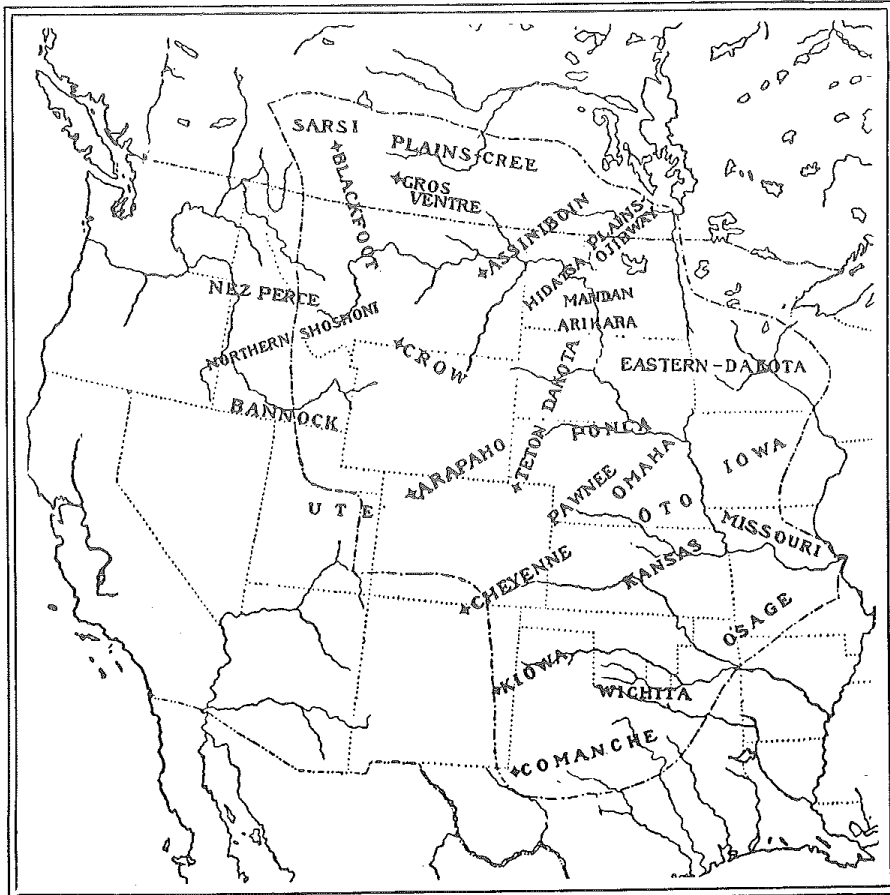 SARSI
BLACKFOOT
PLAINS-CREE
GROS
VENTRE
ASSINIBOIN
PLAINS-
OJIBWAY
HIDATSA
MANDAN
ARIKARA
NEZ PERCE
NORTHERN SHOSHONI
CROW
TETON-DAKOTA
EASTERN-DAKOTA
BANNOCK
PONCA
ARAPAHO
OMAHA
IOWA
PAWNEE
UTE
OTO
MISSOURI
CHEYENNE
KANSAS
OSAGE
KIOWA
WICHITA
COMANCHE